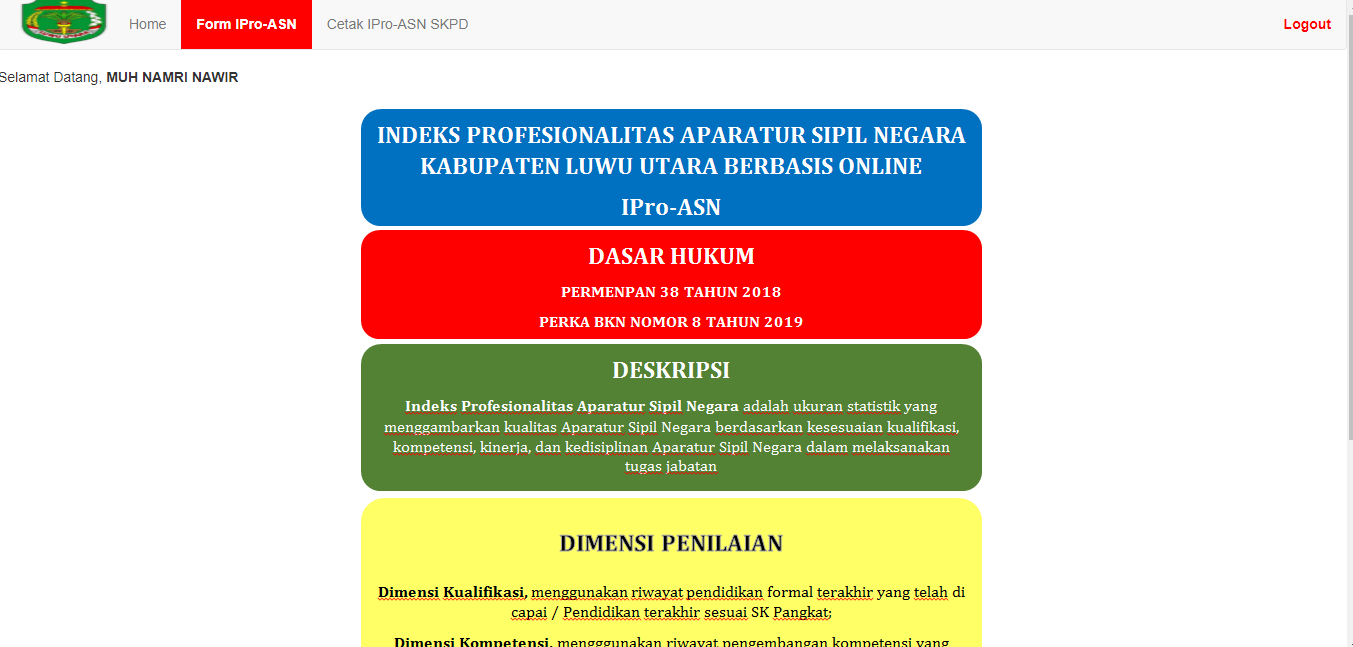 Home Form IPro-ASN Cetak IPro-ASN SKPD Logout
Selamat Datang, MUH NAMRI NAWIR
INDEKS PROFESIONALITAS APARATUR SIPIL NEGARA
KABUPATEN LUWU UTARA BERBASIS ONLINE
IPro-ASN
DASAR HUKUM
PERMENPAN 38 TAHUN 2018
PERKA BKN NOMOR 8 TAHUN 2019
DESKRIPSI
Indeks Profesionalitas Aparatur Sipil Negara adalah ukuran statistik yang
menggambarkan kualitas Aparatur Sipil Negara berdasarkan kesesuaian kualifikasi,
kompetensi, kinerja, dan kedisiplinan Aparatur Sipil Negara dalam melaksanakan
tugas jabatan
DIMENSI PENILAIAN
Dimensi Kualifikasi, menggunakan riwayat pendidikan formal terakhir yang telah di
capai / Pendidikan terakhir sesuai SK Pangkat;
Dimensi Kompetensi, mengggunakan riwayat pengembangan kompetensi yang